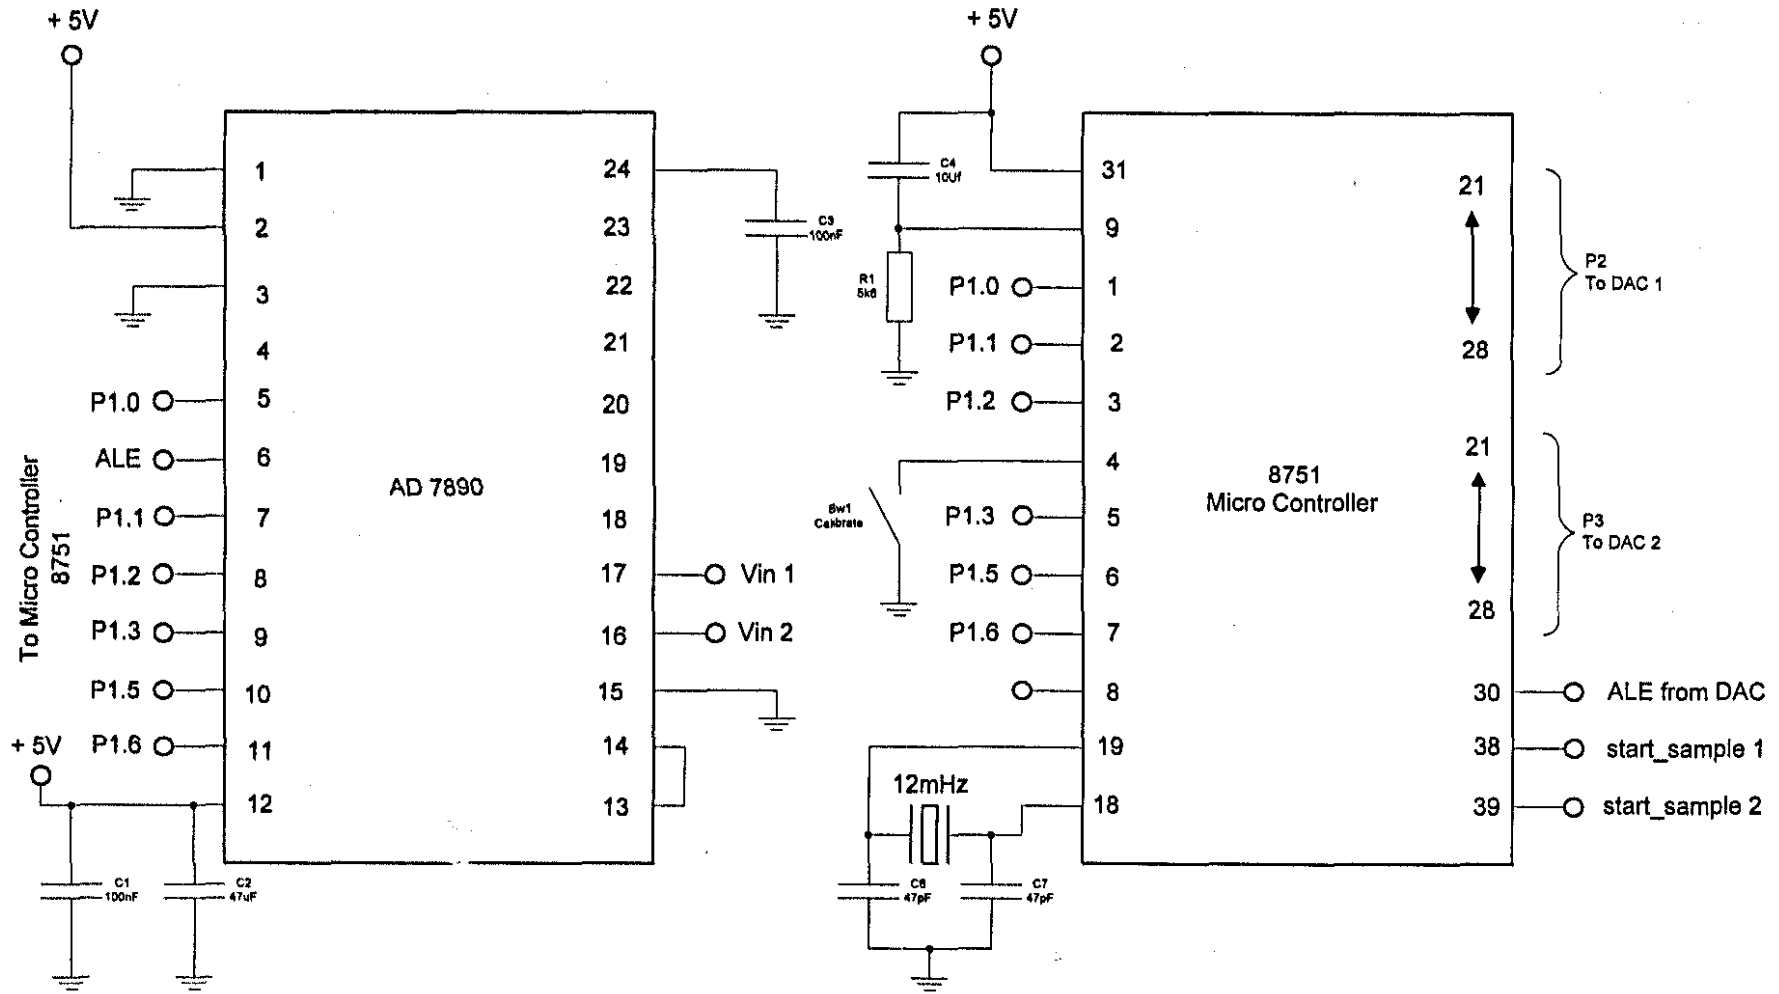 + 5V
1
2
3
4
5
6
7
8
9
10
11
12
24
23
22
21
20
19
18
17
16
15
14
13
AD 7890
P1.0
ALE
P1.1
P1.2
P1.3
P1.5
P1.6
To Micro Controller
8751
+ 5V
C1
100nF
C2
47uF
C3
100nF
Vin 1
Vin 2
+ 5V
C4
10Uf
R1
5k6
P1.0
P1.1
P1.2
Sw1
Calibrate
P1.3
P1.5
P1.6
12mHz
C6
47pF
C7
47pF
31
9
1
2
3
4
5
6
7
8
19
18
8751
Micro Controller
21
28
P2
To DAC 1
21
28
P3
To DAC 2
30
ALE from DAC
38
start_sample 1
39
start_sample 2